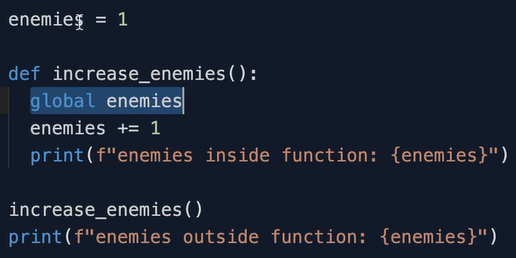 enemies = 1
def increase_enemies():
  global enemies
  enemies += 1
  print(f"enemies inside function: {enemies}")
increase_enemies()
print(f"enemies outside function: {enemies}")